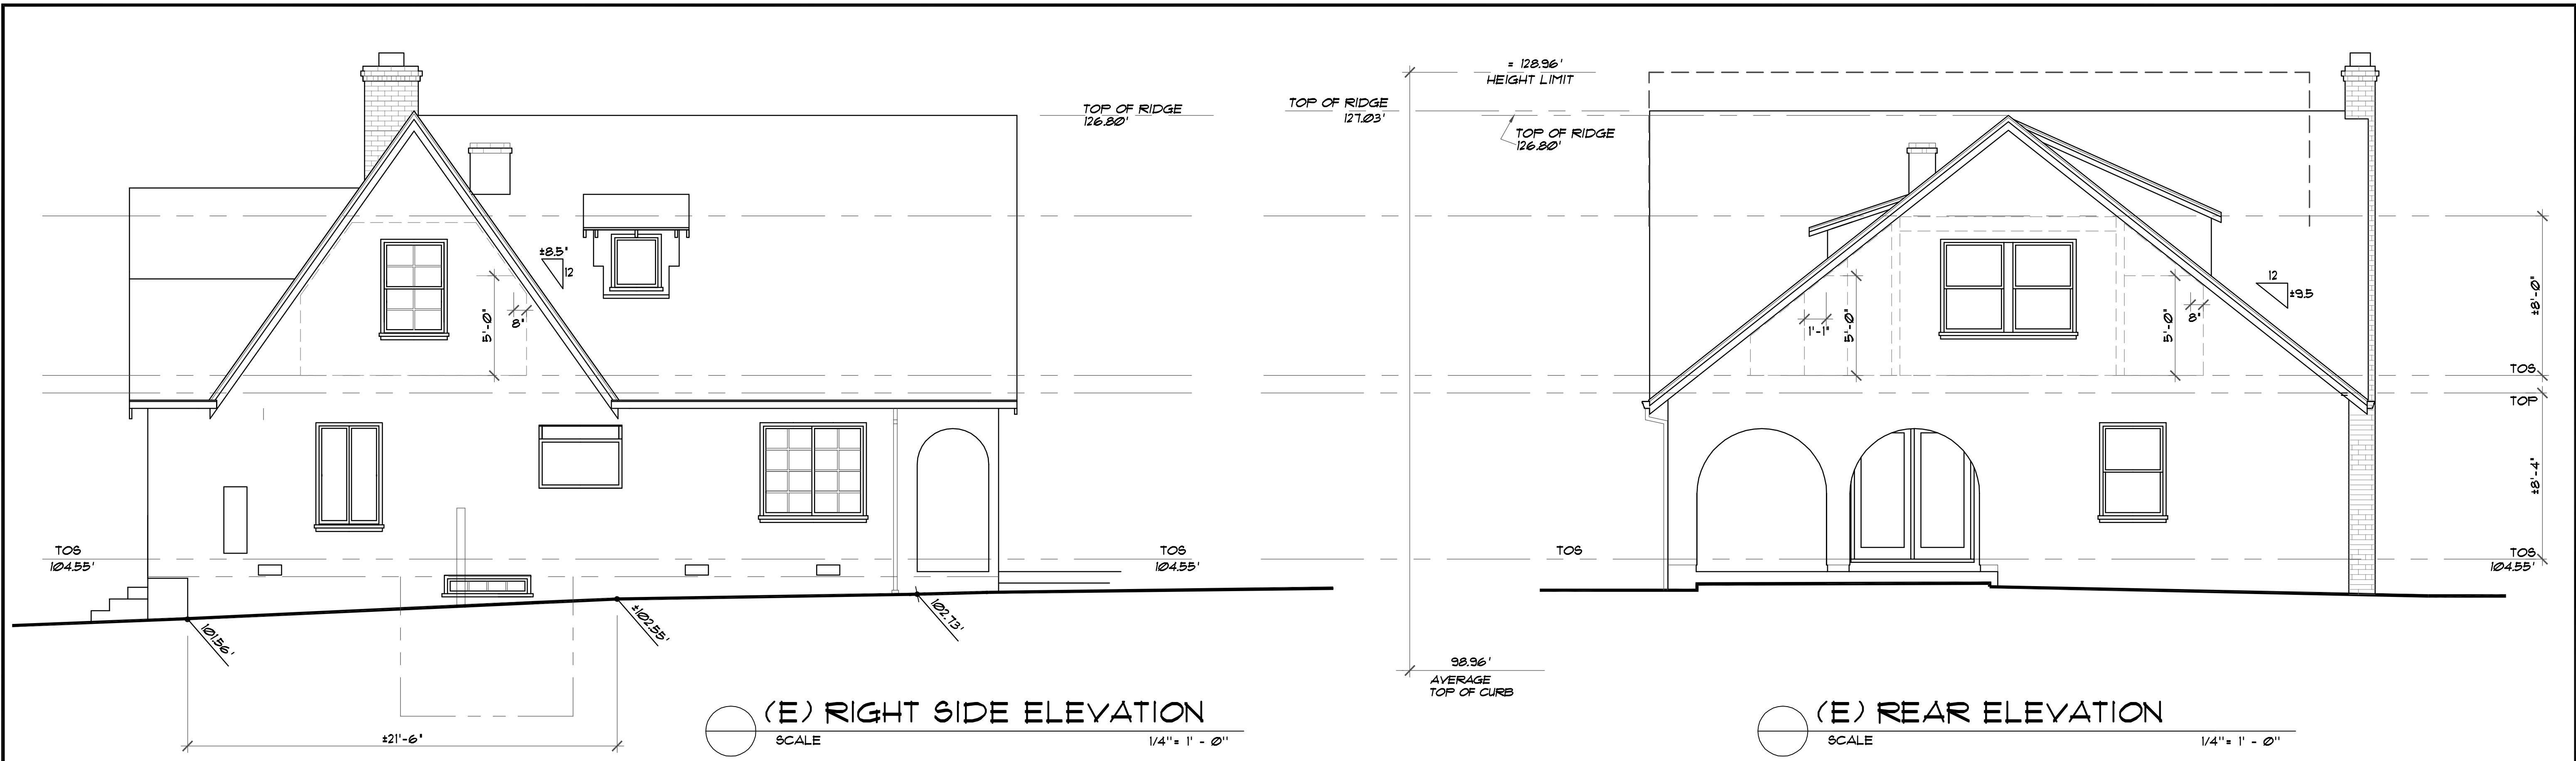 TOP OF RIDGE
126.80'
±8.5"
12
5'-0"
8"
TOS
104.55'
TOS
104.55'
101.56'
±102.55'
102.73'
±21'-6"
(E) RIGHT SIDE ELEVATION
SCALE
1/4"= 1' - 0"
= 128.96'
HEIGHT LIMIT
TOP OF RIDGE
127.03'
TOP OF RIDGE
126.80'
12
±9.5
1'-1"
5'-0"
5'-0"
8"
±8'-0"
TOS
TOP
±8'-4"
TOS
TOS
104.55'
98.96'
AVERAGE
TOP OF CURB
(E) REAR ELEVATION
SCALE
1/4"= 1' - 0"